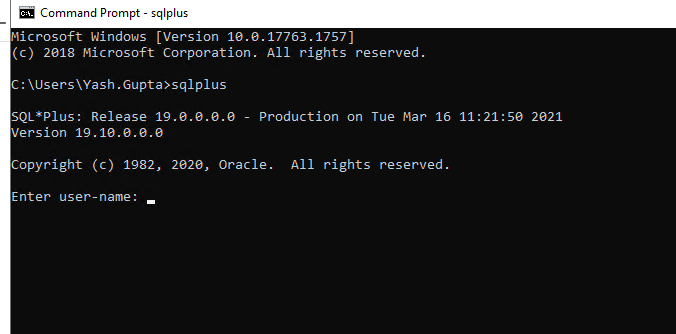 Command Prompt - sqlplus
Microsoft Windows [Version 10.0.17763.1757]
(c) 2018 Microsoft Corporation. All rights reserved.
C:\Users\Yash.Gupta>sqlplus
SQL*Plus: Release 19.0.0.0.0 - Production on Tue Mar 16 11:21:50 2021
Version 19.10.0.0.0
Copyright (c) 1982, 2020, Oracle.  All rights reserved.
Enter user-name: